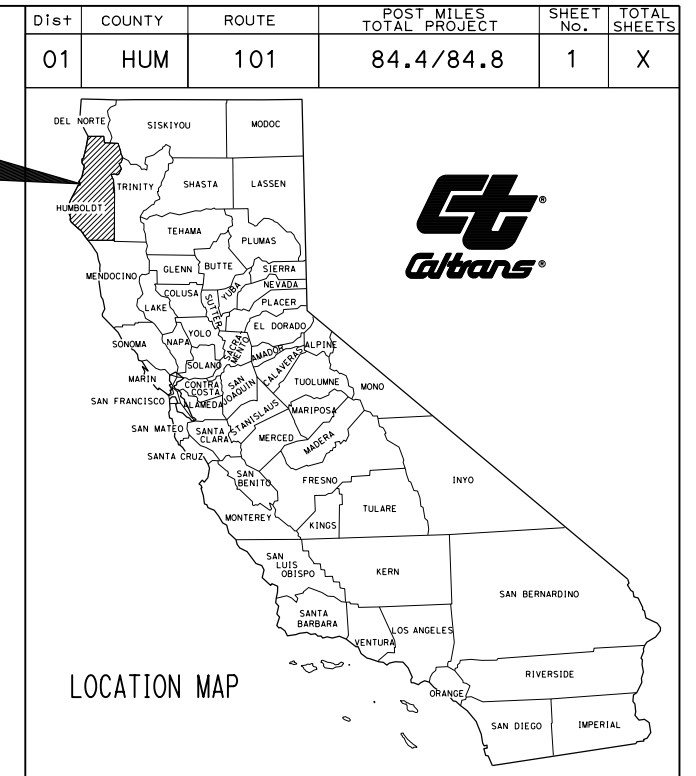 Dist COUNTY ROUTE POST MILES TOTAL PROJECT SHEET No. TOTAL SHEETS
01 HUM 101 84.4/84.8 1 X
DEL NORTE
SISKIYOU
MODOC
TRINITY
SHASTA
LASSEN
HUMBOLDT
Ct®
Caltrans®
TEHAMA
PLUMAS
MENDOCINO
GLENN
BUTTE
SIERRA
NEVADA
YUBA
COLUSA
SUTTER
PLACER
LAKE
EL DORADO
YOLO
SONOMA
NAPA
SACRA-
MENTO
AMADOR
ALPINE
SOLANO
CALAVERAS
MARIN
CONTRA
COSTA
SAN
JOAQUIN
TUOLUMNE
MONO
SAN FRANCISCO
ALAMEDA
STANISLAUS
MARIPOSA
SAN MATEO
SANTA
CLARA
MERCED
MADERA
SANTA CRUZ
SAN
BENITO
FRESNO
INYO
MONTEREY
KINGS
TULARE
SAN
LUIS
OBISPO
KERN
SAN BERNARDINO
SANTA
BARBARA
VENTURA
LOS ANGELES
RIVERSIDE
ORANGE
LOCATION MAP
SAN DIEGO
IMPERIAL